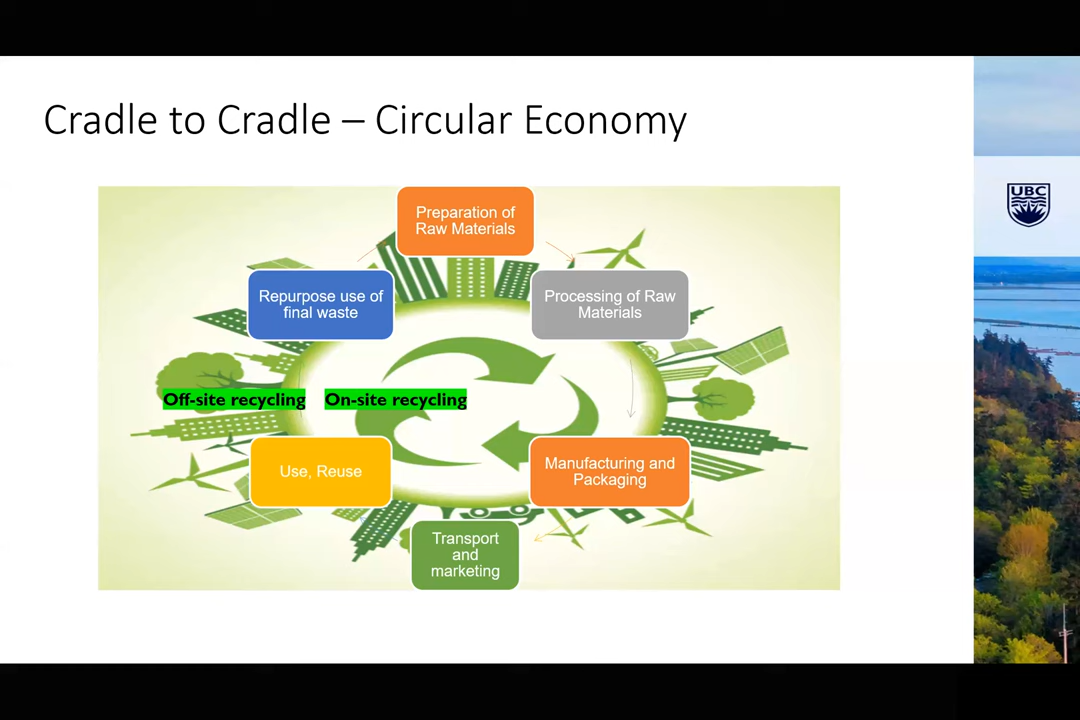 Cradle to Cradle – Circular Economy
UBC
Preparation of
Raw Materials
Repurpose use of
final waste
Processing of Raw
Materials
Off-site recycling
On-site recycling
Use, Reuse
Manufacturing and
Packaging
Transport
and
marketing